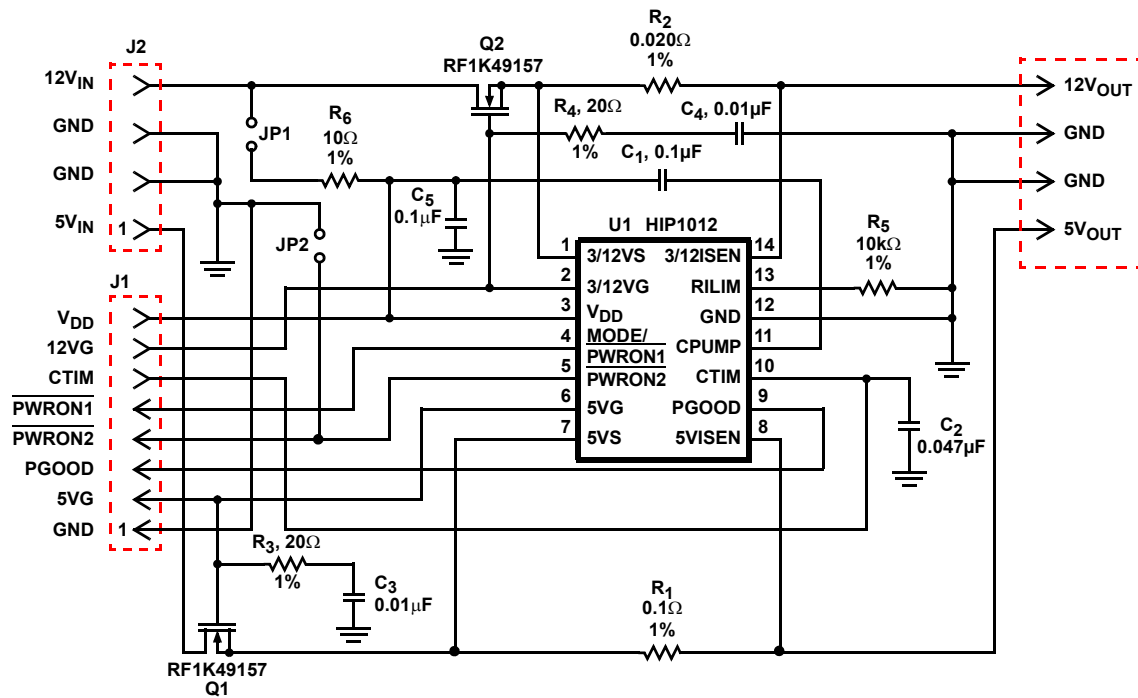 J2
12VIN
GND
GND
5VIN
1
J1
VDD
12VG
CTIM
PWRON1
PWRON2
PGOOD
5VG
GND
1
Q2
RF1K49157
R2
0.020Ω
1%
JP1
R6
10Ω
1%
R4, 20Ω
1%
C4, 0.01µF
C1, 0.1µF
C5
0.1µF
JP2
U1 HIP1012
1
3/12VS
2
3/12VG
3
VDD
4
MODE/
PWRON1
5
PWRON2
6
5VG
7
5VS
14
3/12ISEN
13
RILIM
12
GND
11
CPUMP
10
CTIM
9
PGOOD
8
5VISEN
R5
10kΩ
1%
C2
0.047µF
R3, 20Ω
1%
C3
0.01µF
R1
0.1Ω
1%
RF1K49157
Q1
12VOUT
GND
GND
5VOUT